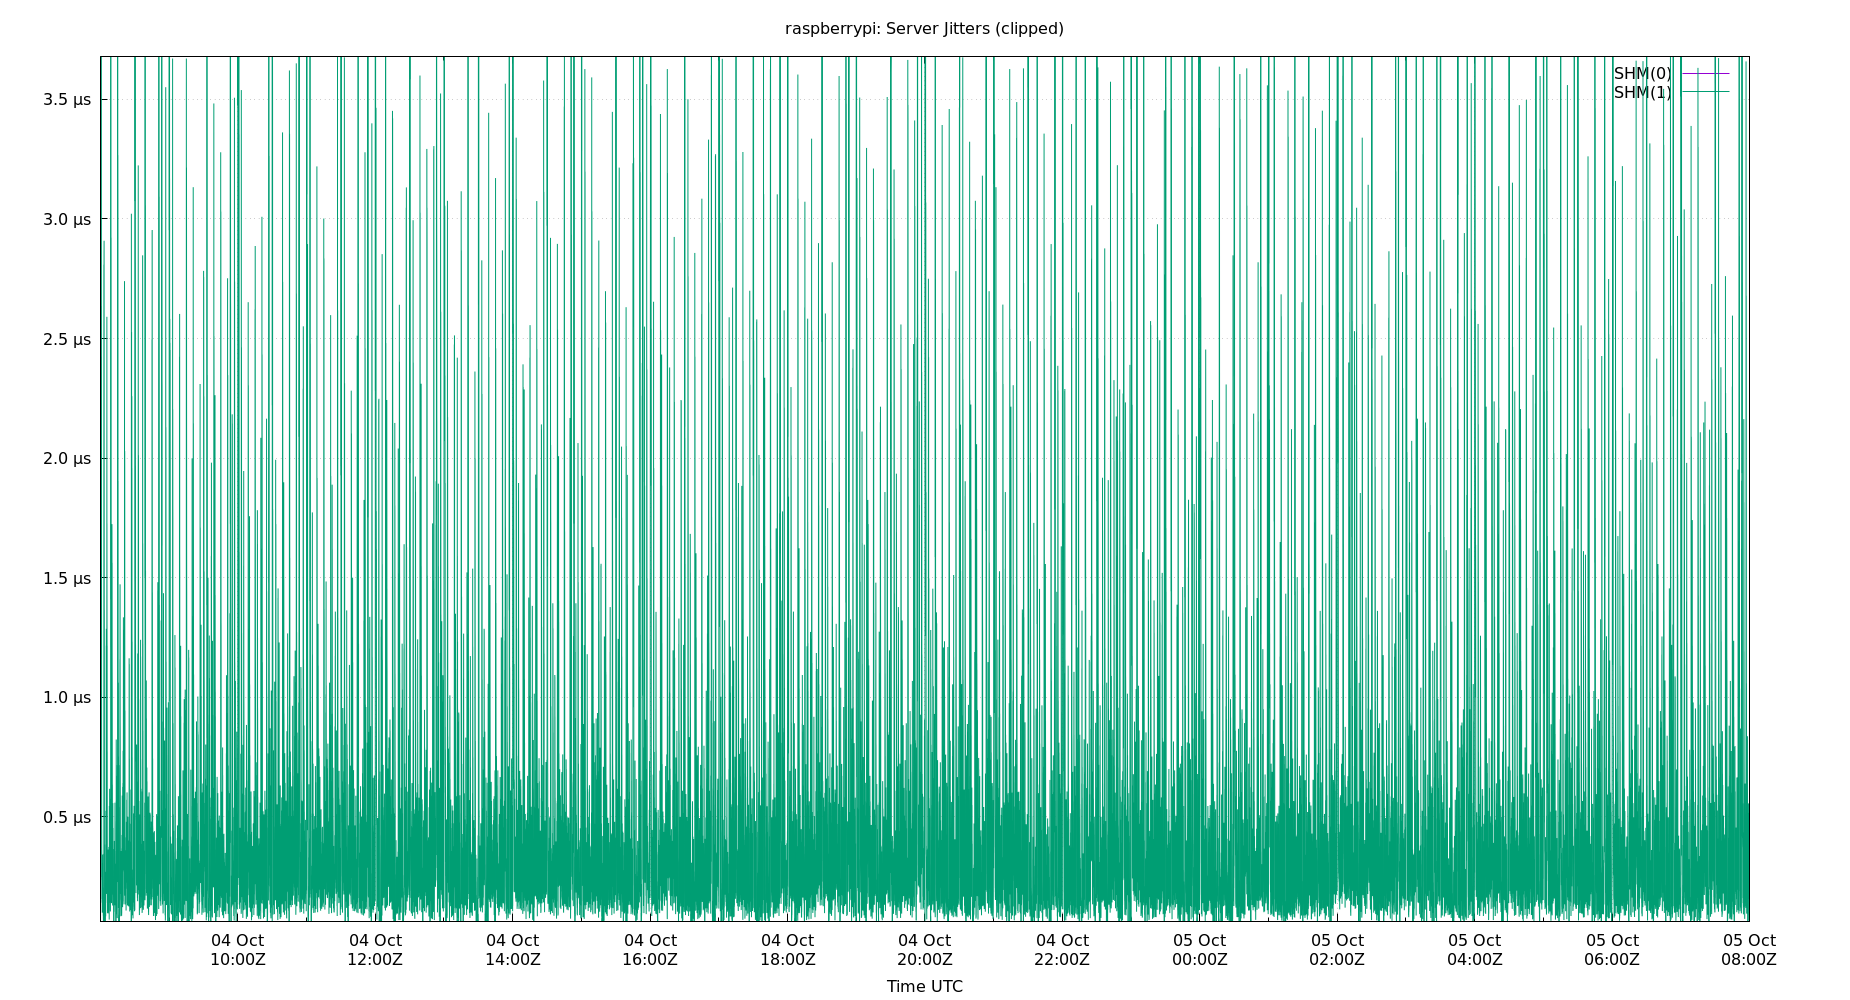 raspberrypi: Server Jitters (clipped)
SHM(0)
SHM(1)
3.5 μs
3.0 μs
2.5 μs
2.0 μs
1.5 μs
1.0 μs
0.5 μs
04 Oct 04 Oct 04 Oct 04 Oct 04 Oct 04 Oct 04 Oct 05 Oct 05 Oct 05 Oct 05 Oct 05 Oct
10:00Z 12:00Z 14:00Z 16:00Z 18:00Z 20:00Z 22:00Z 00:00Z 02:00Z 04:00Z 06:00Z 08:00Z
Time UTC